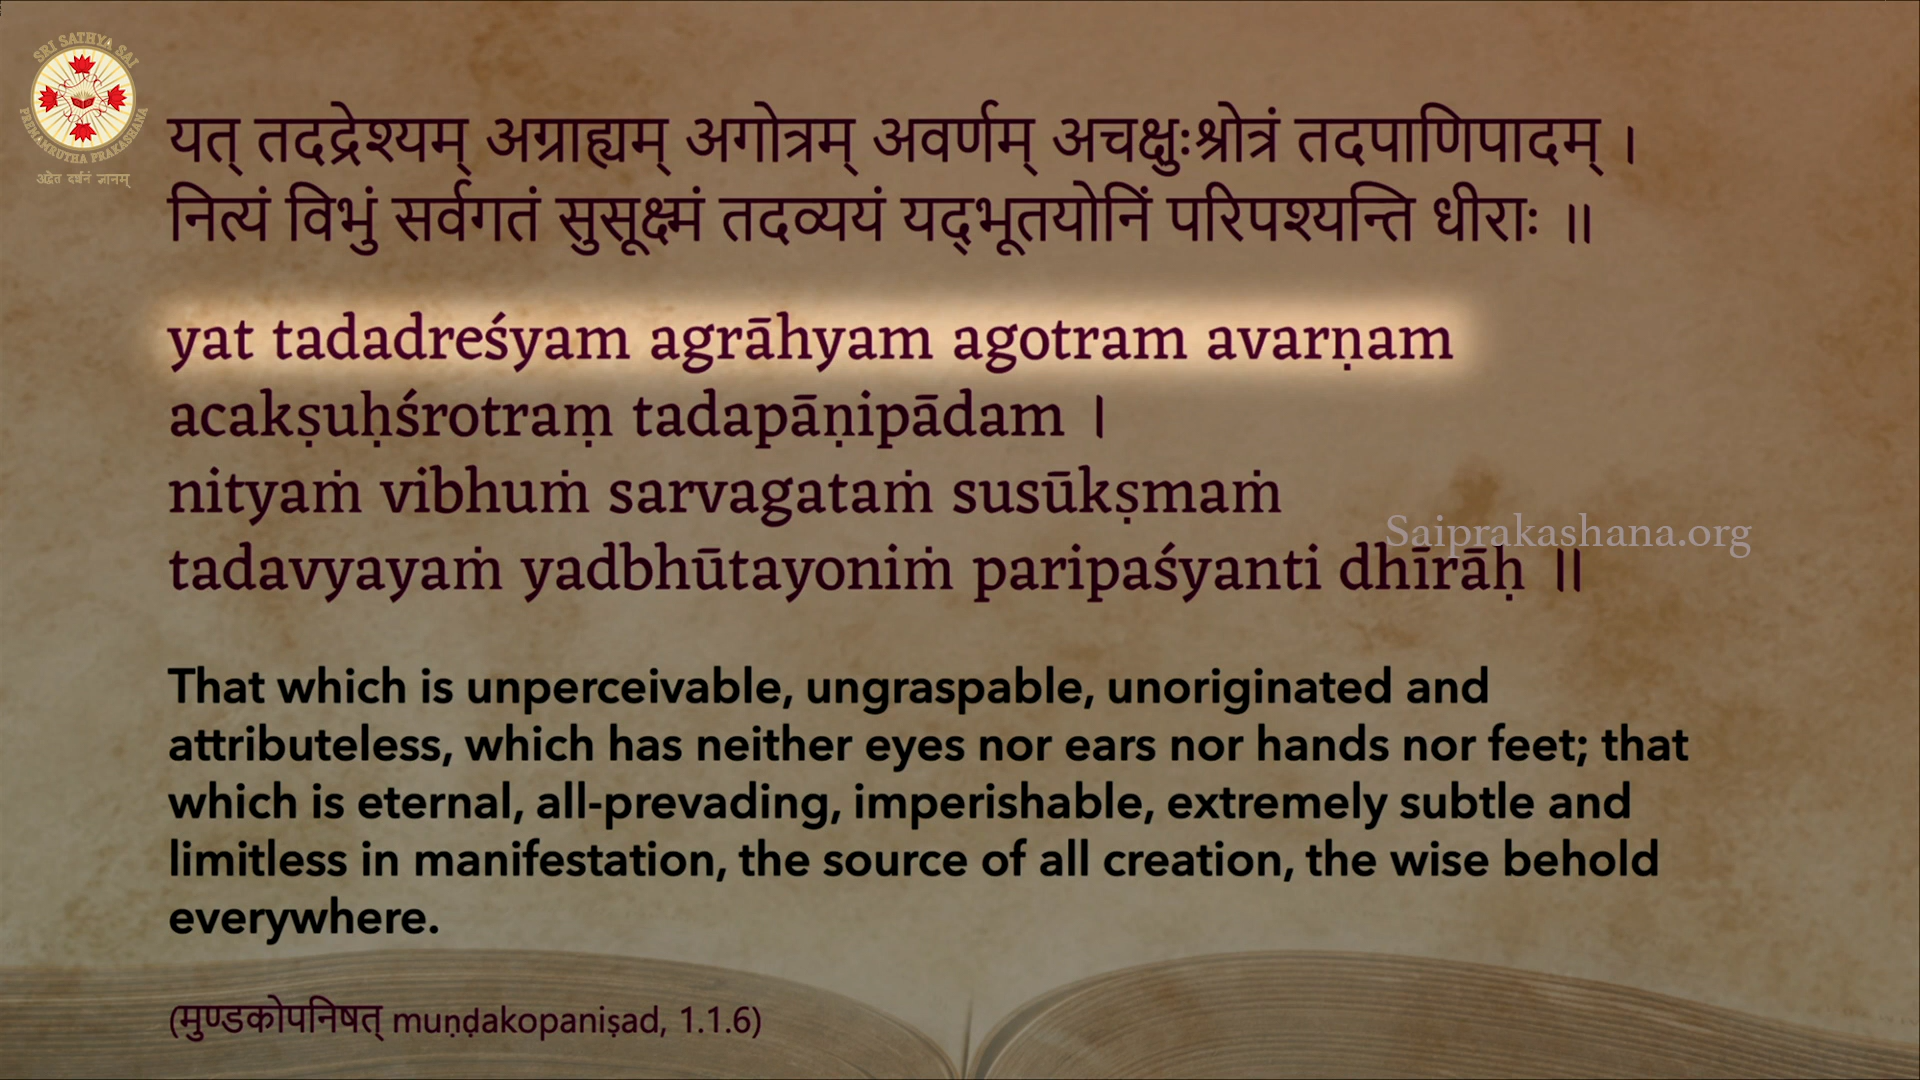 SRI SATHYA SAI
PREMAMRUTHA PRAKASHANA
अद्वैत दर्शनं ज्ञानम्
यत् तदद्रेश्यम् अग्राह्यम् अगोत्रम् अवर्णम् अचक्षुःश्रोत्रं तदपाणिपादम् ।
नित्यं विभुं सर्वगतं सुसूक्ष्मं तदव्ययं यद्भूतयोनिं परिपश्यन्ति धीराः ॥
yat tadadreśyam agrāhyam agotram avarṇam
acakṣuḥśrotraṃ tadapāṇipādam ।
nityaṁ vibhuṁ sarvagataṁ susūkṣmaṁ
Saiprakashana.org
tadavyayaṁ yadbhūtayoniṁ paripaśyanti dhīrāḥ ॥
That which is unperceivable, ungraspable, unoriginated and
attributeless, which has neither eyes nor ears nor hands nor feet; that
which is eternal, all-prevading, imperishable, extremely subtle and
limitless in manifestation, the source of all creation, the wise behold
everywhere.
(मुण्डकोपनिषत् muṇḍakopaniṣad, 1.1.6)